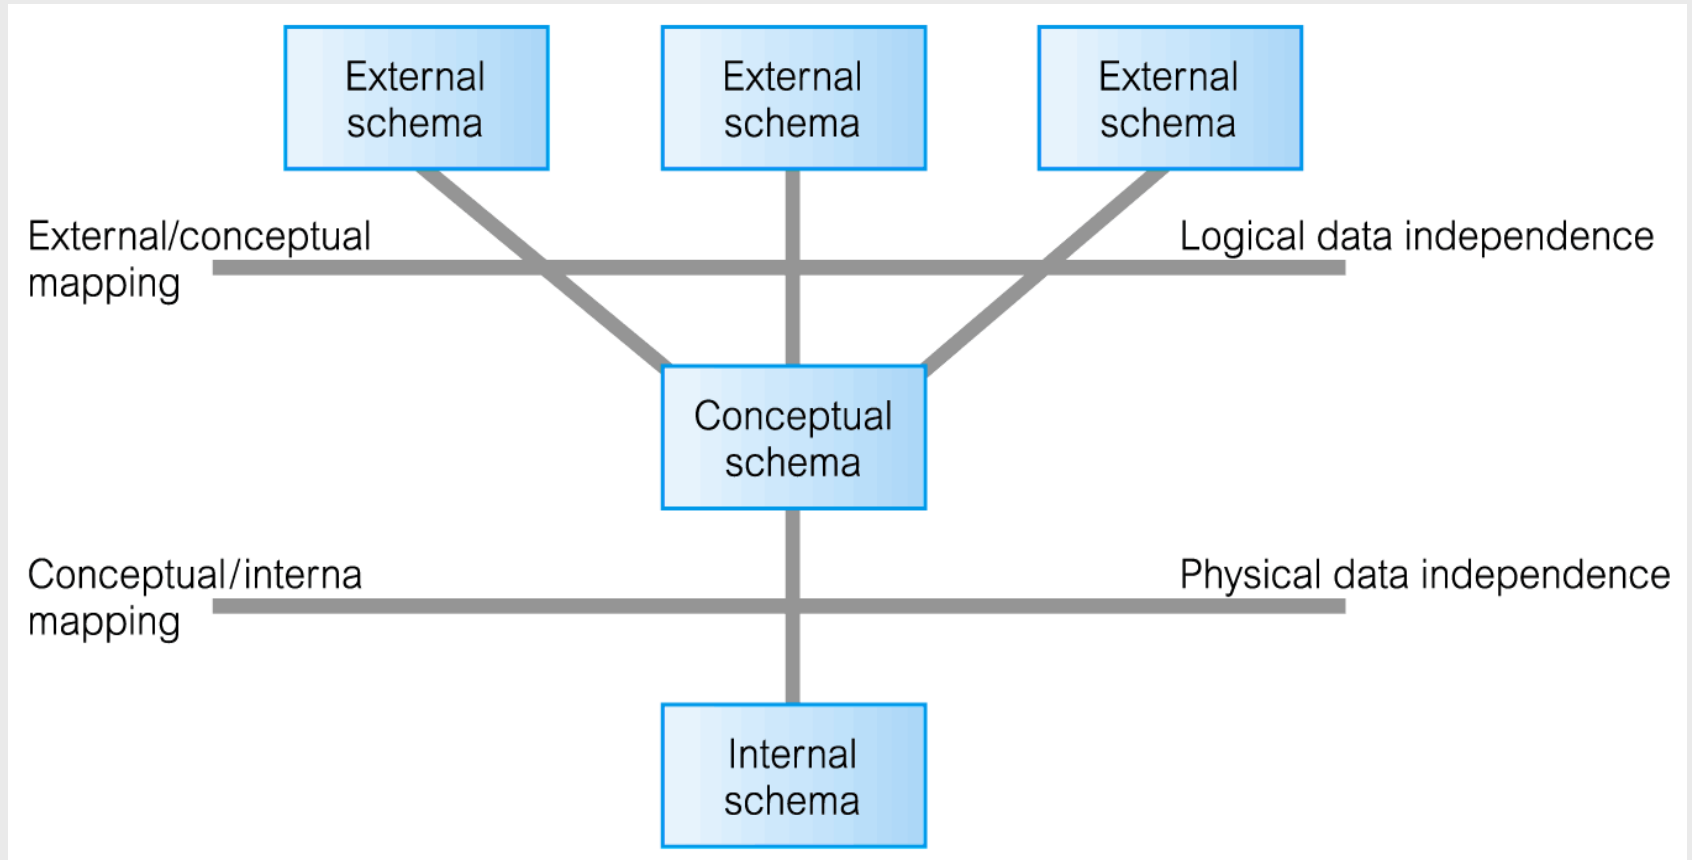 External
schema
External
schema
External
schema
External/conceptual
mapping
Logical data independence
Conceptual
schema
Conceptual/interna
mapping
Physical data independence
Internal
schema